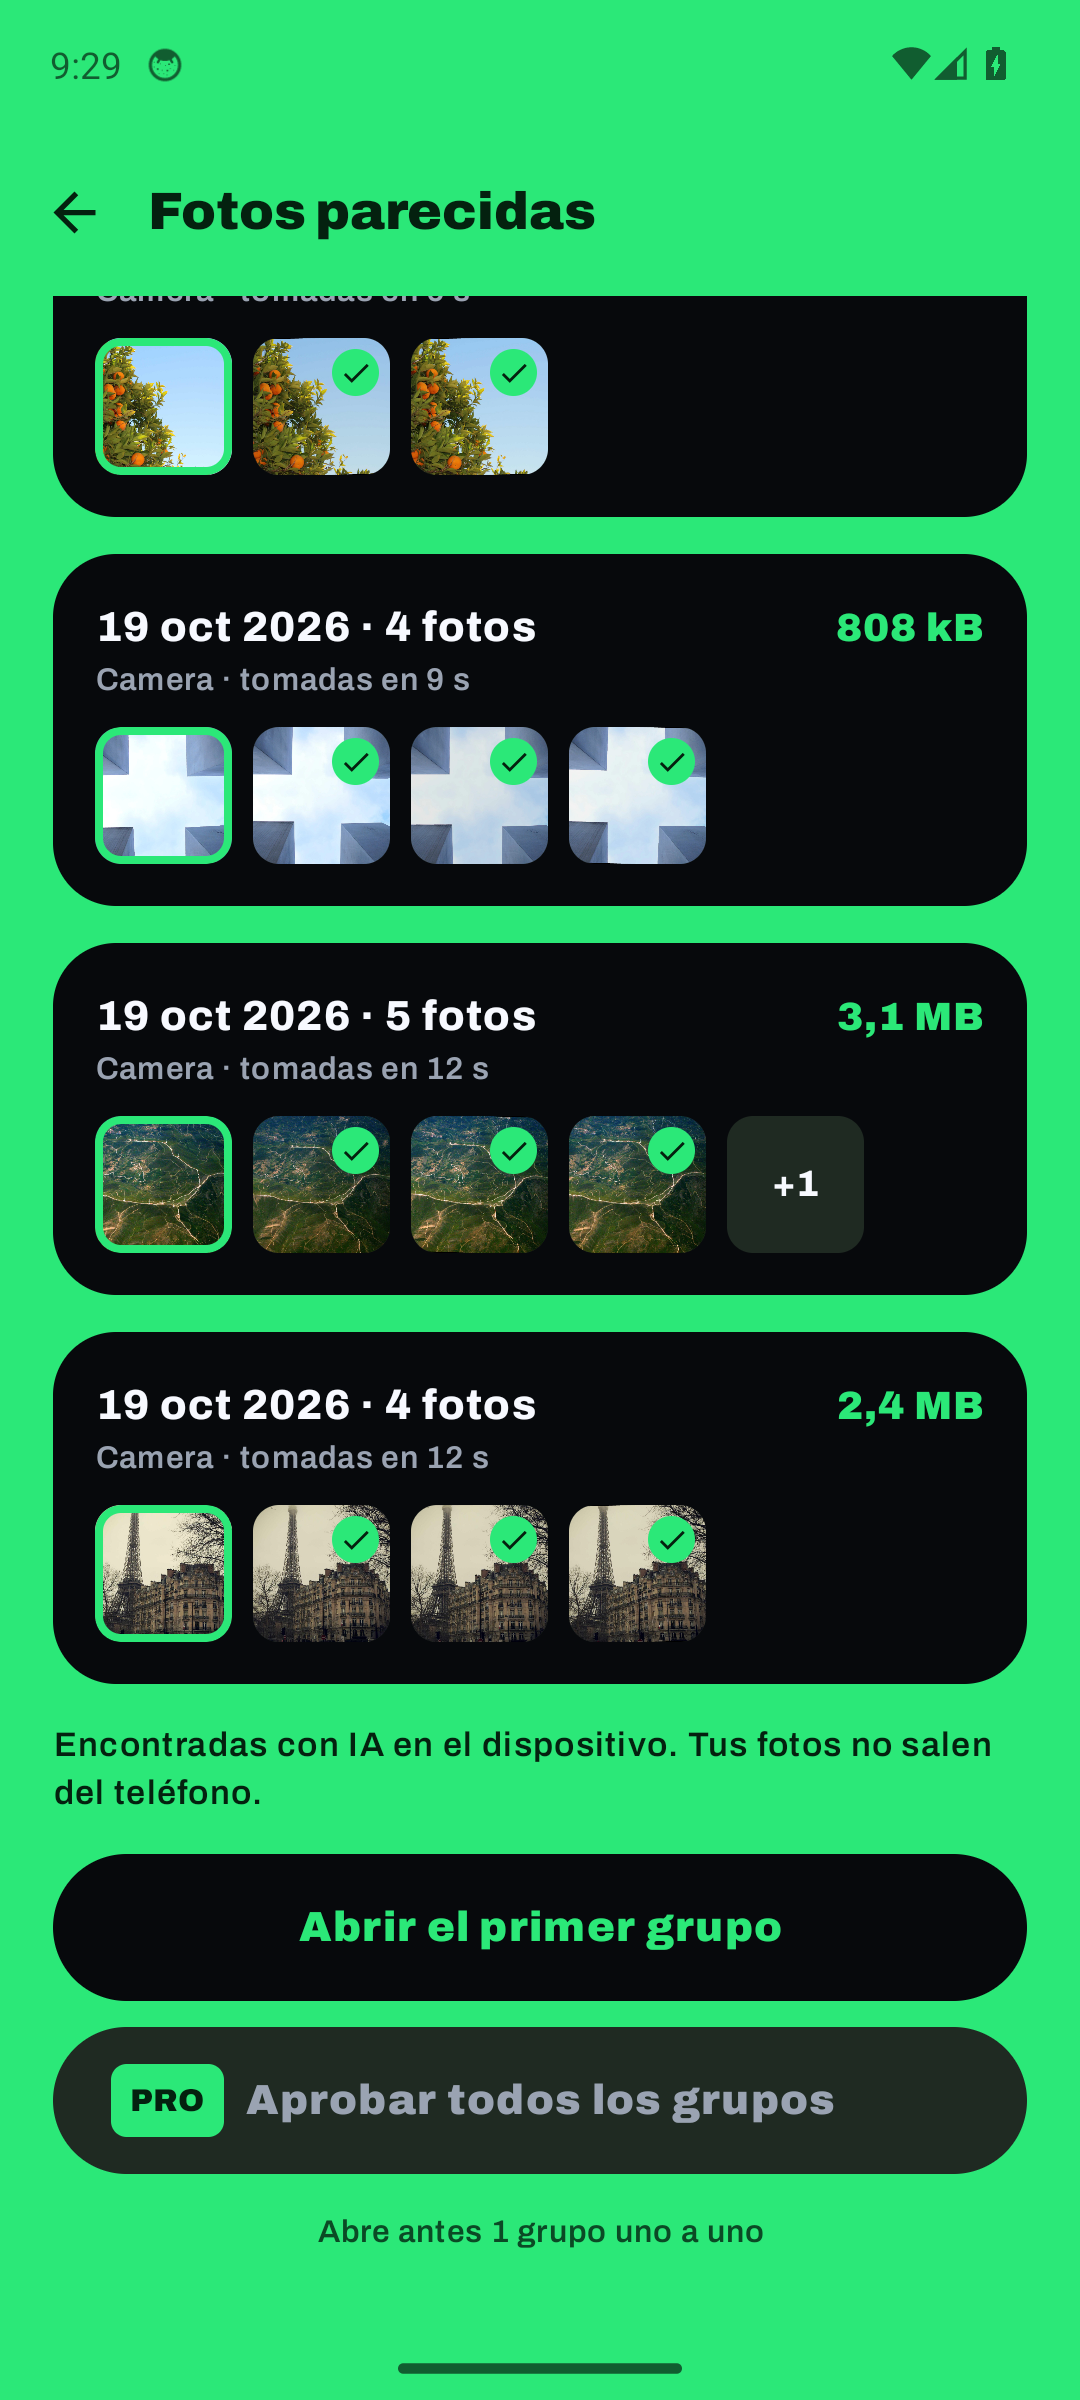 9:29
Fotos parecidas
19 oct 2026 · 4 fotos
808 kB
Camera · tomadas en 9 s
19 oct 2026 · 5 fotos
3,1 MB
Camera · tomadas en 12 s
+1
19 oct 2026 · 4 fotos
2,4 MB
Camera · tomadas en 12 s
Encontradas con IA en el dispositivo. Tus fotos no salen
del teléfono.
Abrir el primer grupo
PRO Aprobar todos los grupos
Abre antes 1 grupo uno a uno